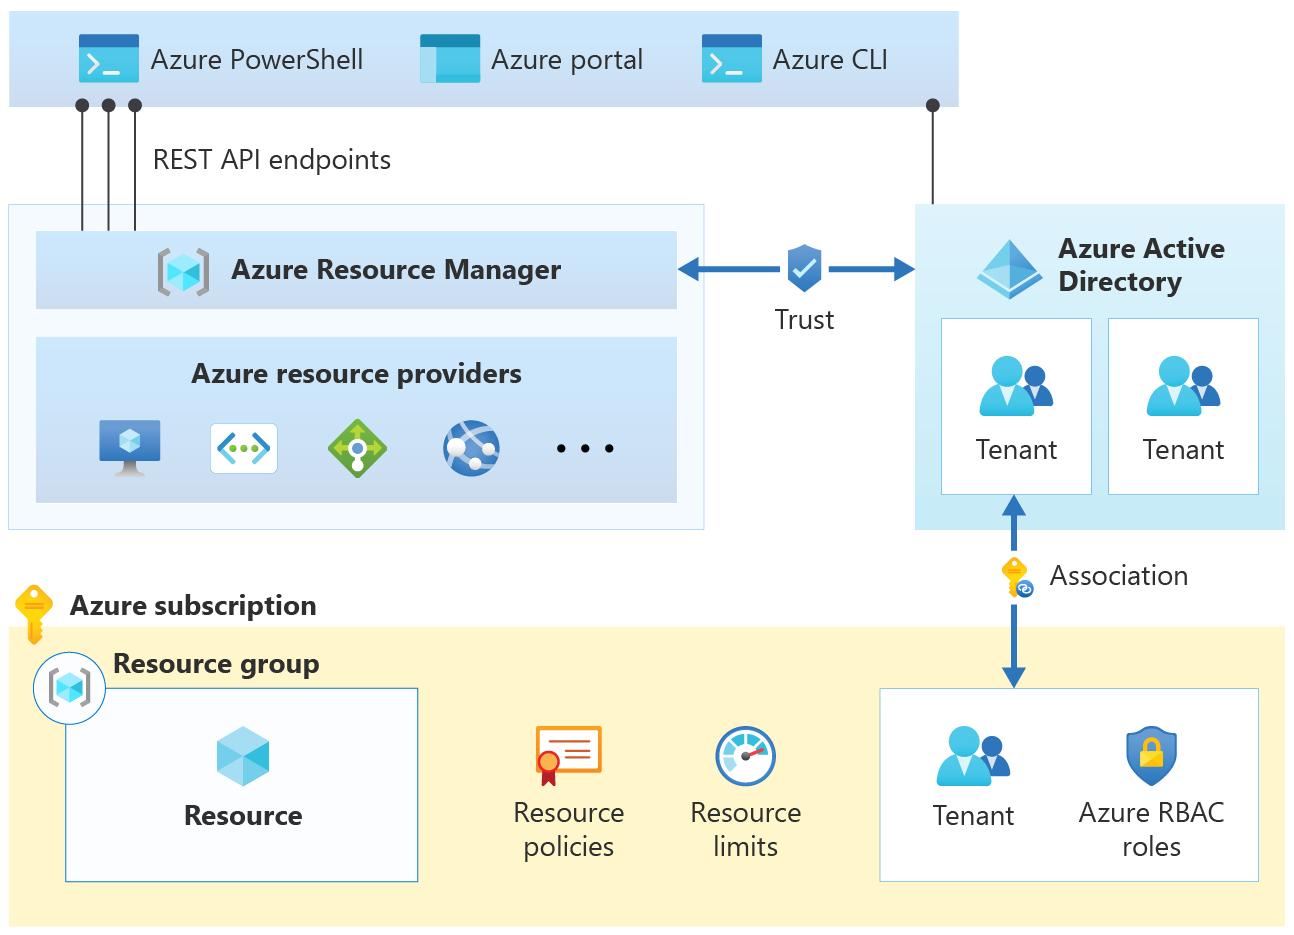 Azure PowerShell
Azure portal
Azure CLI
REST API endpoints
Azure Resource Manager
Trust
Azure Active
Directory
Azure resource providers
Tenant
Tenant
Association
Azure subscription
Resource group
Resource
Resource
policies
Resource
limits
Tenant
Azure RBAC
roles